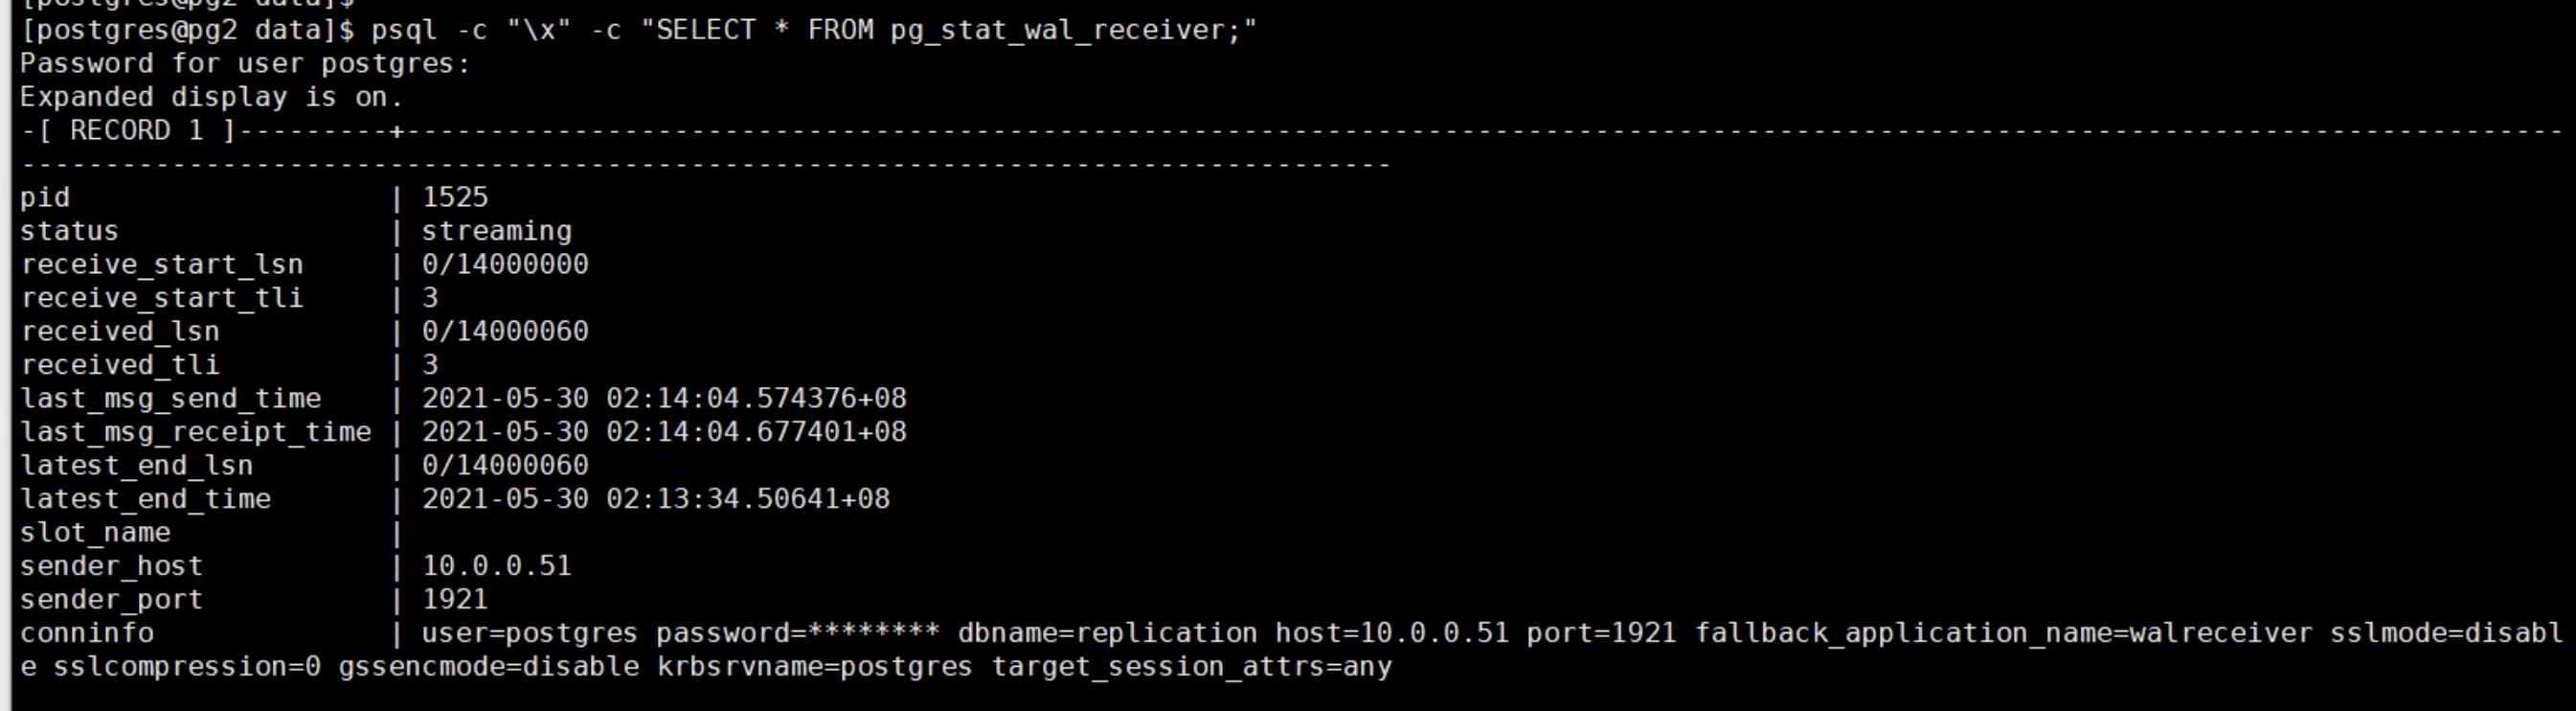 [postgres@pg2 data]$
[postgres@pg2 data]$ psql -c "\x" -c "SELECT * FROM pg_stat_wal_receiver;"
Password for user postgres:
Expanded display is on.
-[ RECORD 1 ]---------+---------------------------------------------------------------------------------------------------------------------------------
----------------------------------------------------------------------------------
pid                   | 1525
status                | streaming
receive_start_lsn     | 0/14000000
receive_start_tli     | 3
received_lsn          | 0/14000060
received_tli          | 3
last_msg_send_time    | 2021-05-30 02:14:04.574376+08
last_msg_receipt_time | 2021-05-30 02:14:04.677401+08
latest_end_lsn        | 0/14000060
latest_end_time       | 2021-05-30 02:13:34.50641+08
slot_name             |
sender_host           | 10.0.0.51
sender_port           | 1921
conninfo              | user=postgres password=******** dbname=replication host=10.0.0.51 port=1921 fallback_application_name=walreceiver sslmode=disabl
e sslcompression=0 gssencmode=disable krbsrvname=postgres target_session_attrs=any